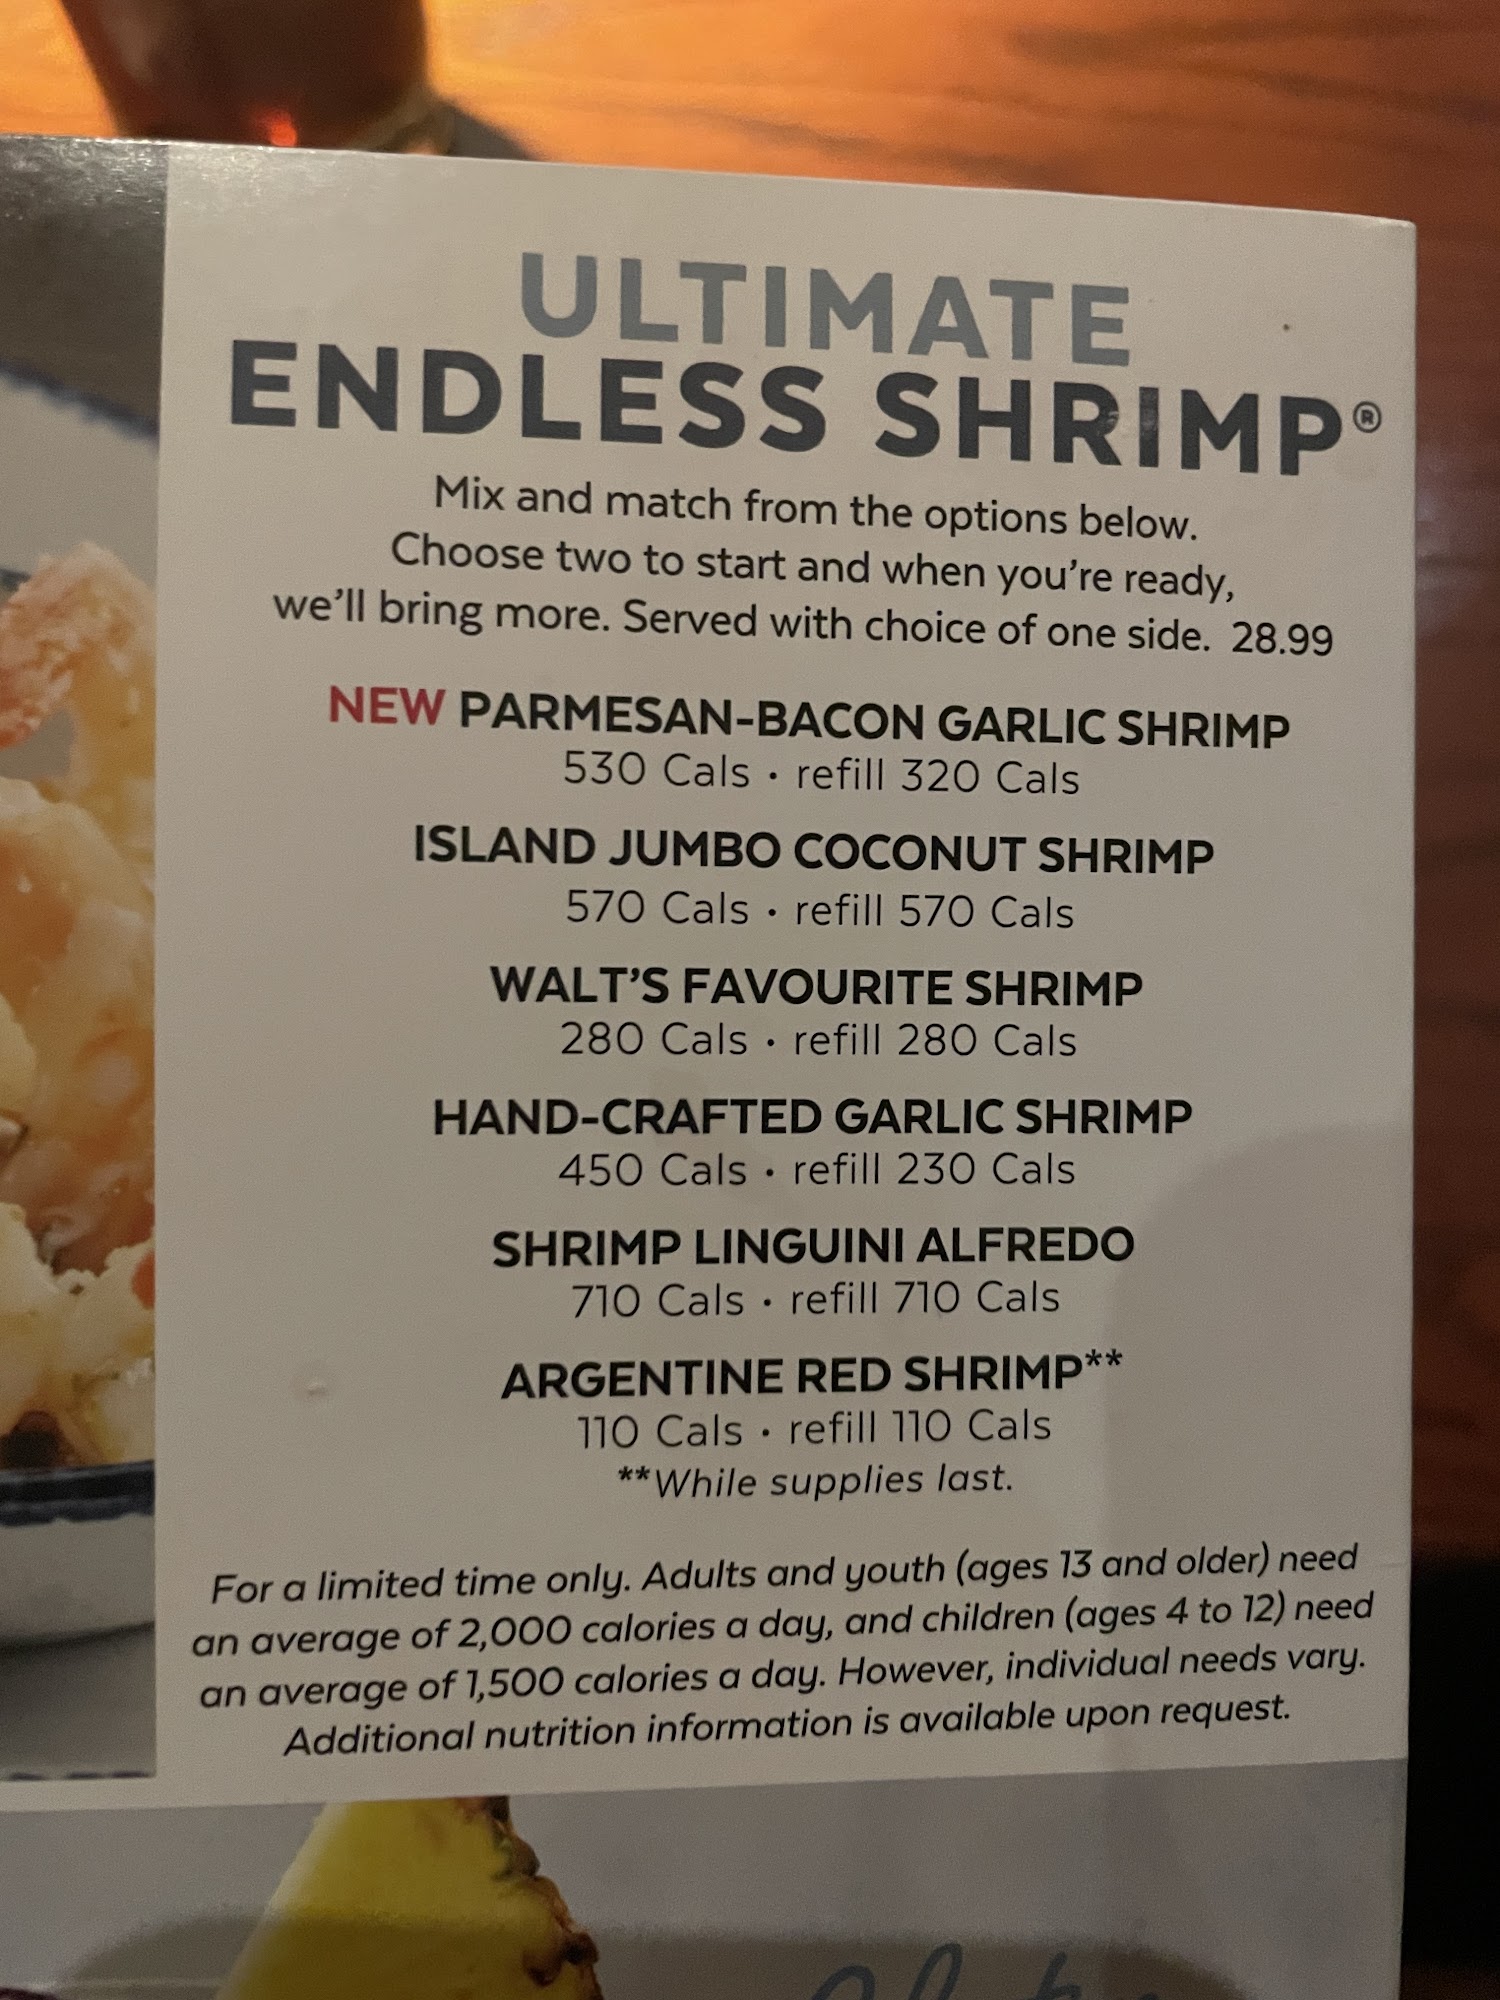 ULTIMATE
ENDLESS SHRIMP®
Mix and match from the options below.
Choose two to start and when you're ready,
we'll bring more. Served with choice of one side. 28.99
NEW PARMESAN-BACON GARLIC SHRIMP
530 Cals • refill 320 Cals
ISLAND JUMBO COCONUT SHRIMP
570 Cals • refill 570 Cals
WALT'S FAVOURITE SHRIMP
280 Cals • refill 280 Cals
HAND-CRAFTED GARLIC SHRIMP
450 Cals • refill 230 Cals
SHRIMP LINGUINI ALFREDO
710 Cals • refill 710 Cals
ARGENTINE RED SHRIMP**
110 Cals • refill 110 Cals
**While supplies last.
For a limited time only. Adults and youth (ages 13 and older) need
an average of 2,000 calories a day, and children (ages 4 to 12) need
an average of 1,500 calories a day. However, individual needs vary.
Additional nutrition information is available upon request.